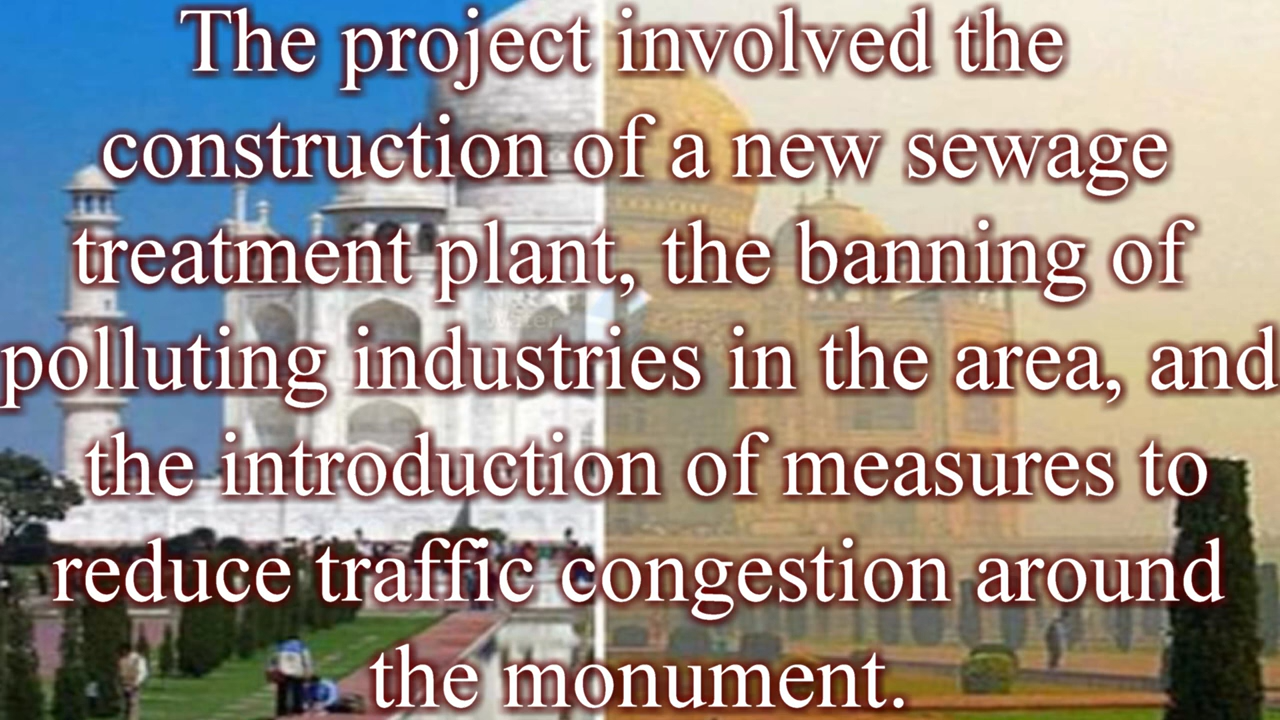 The project involved the
construction of a new sewage
treatment plant, the banning of
polluting industries in the area, and
the introduction of measures to
reduce traffic congestion around
the monument.